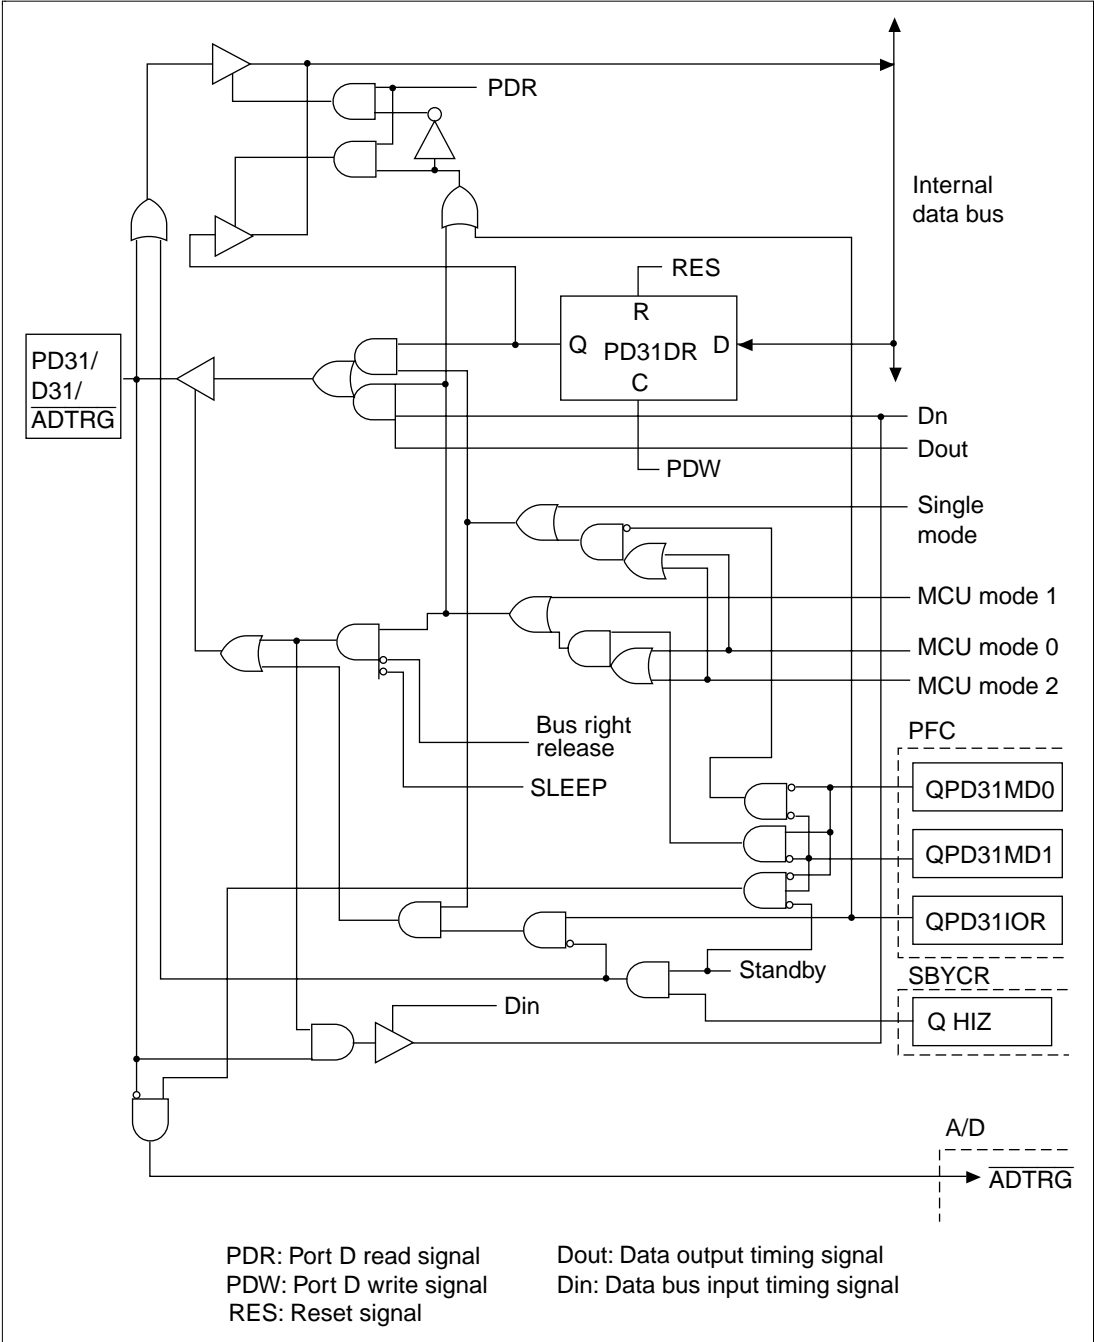 PDR
Internal
data bus
RES
R
Q PD31DR D
C
PD31/
D31/
ADTRG
Dn
Dout
PDW
Single
mode
MCU mode 1
MCU mode 0
MCU mode 2
Bus right
release
SLEEP
PFC
QPD31MD0
QPD31MD1
QPD31IOR
Standby
SBYCR
Q HIZ
Din
A/D
ADTRG
PDR: Port D read signal
PDW: Port D write signal
RES: Reset signal
Dout: Data output timing signal
Din: Data bus input timing signal